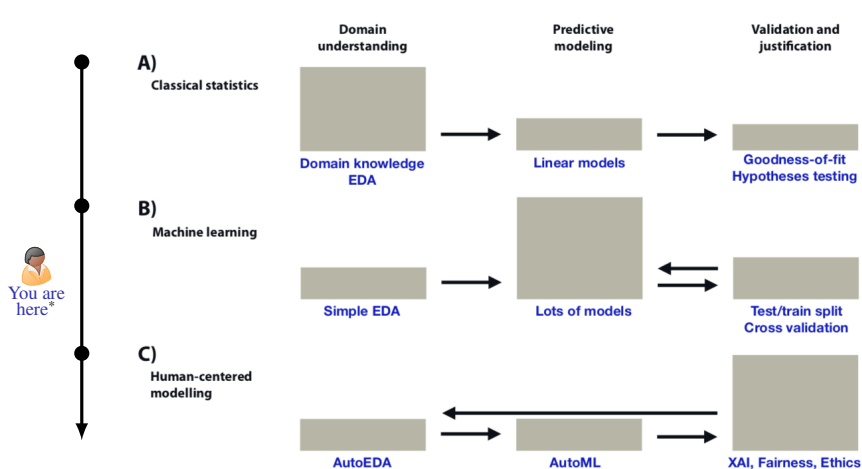 Domain
understanding
Predictive
modeling
Validation and
justification
A)
Classical statistics
Domain knowledge
EDA
Linear models
Goodness-of-fit
Hypotheses testing
B)
Machine learning
You are
here*
Simple EDA
Lots of models
Test/train split
Cross validation
C)
Human-centered
modelling
AutoEDA
AutoML
XAI, Fairness, Ethics